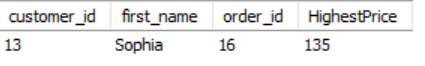 customer_id first_name order_id HighestPrice
13 Sophia 16 135